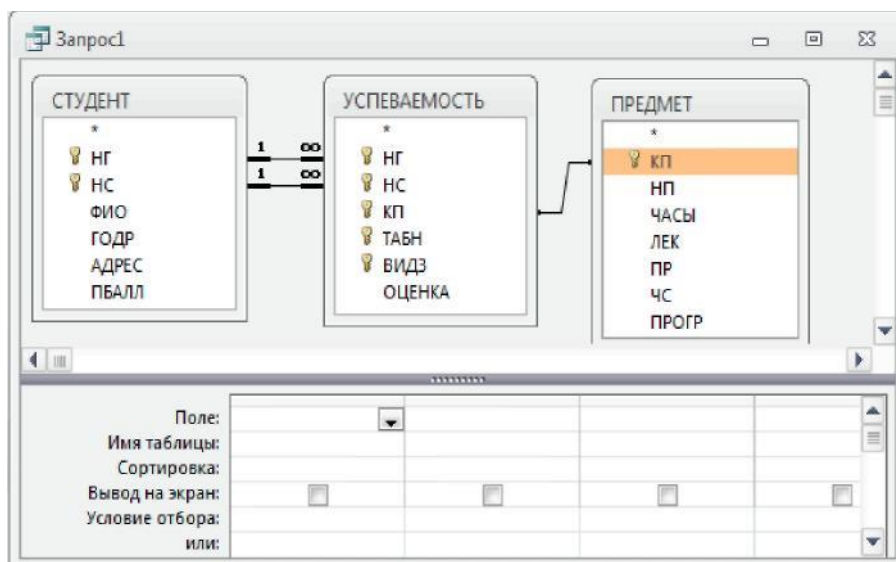 Запрос1
СТУДЕНТ
*
НГ
НС
ФИО
ГОДР
АДРЕС
ПБАЛЛ
1 ∞
1 ∞
УСПЕВАЕМОСТЬ
*
НГ
НС
КП
ТАБН
ВИДЗ
ОЦЕНКА
ПРЕДМЕТ
*
КП
НП
ЧАСЫ
ЛЕК
ПР
ЧС
ПРОГР
Поле:
Имя таблицы:
Сортировка:
Вывод на экран:
Условие отбора:
или: